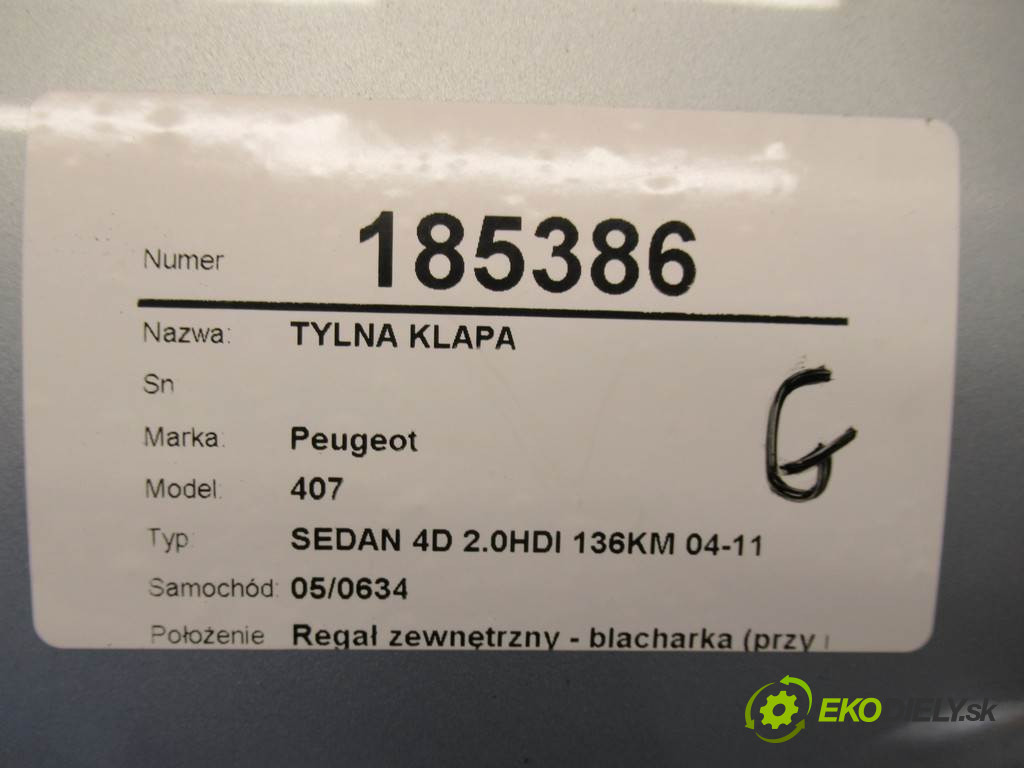 Numer 185386
Nazwa: TYLNA KLAPA
Sn
Marka: Peugeot
Model: 407
Typ: SEDAN 4D 2.0HDI 136KM 04-11
Samochód: 05/0634
Położenie Regał zewnętrzny - blacharka (przy
G
EKODIELY.sk